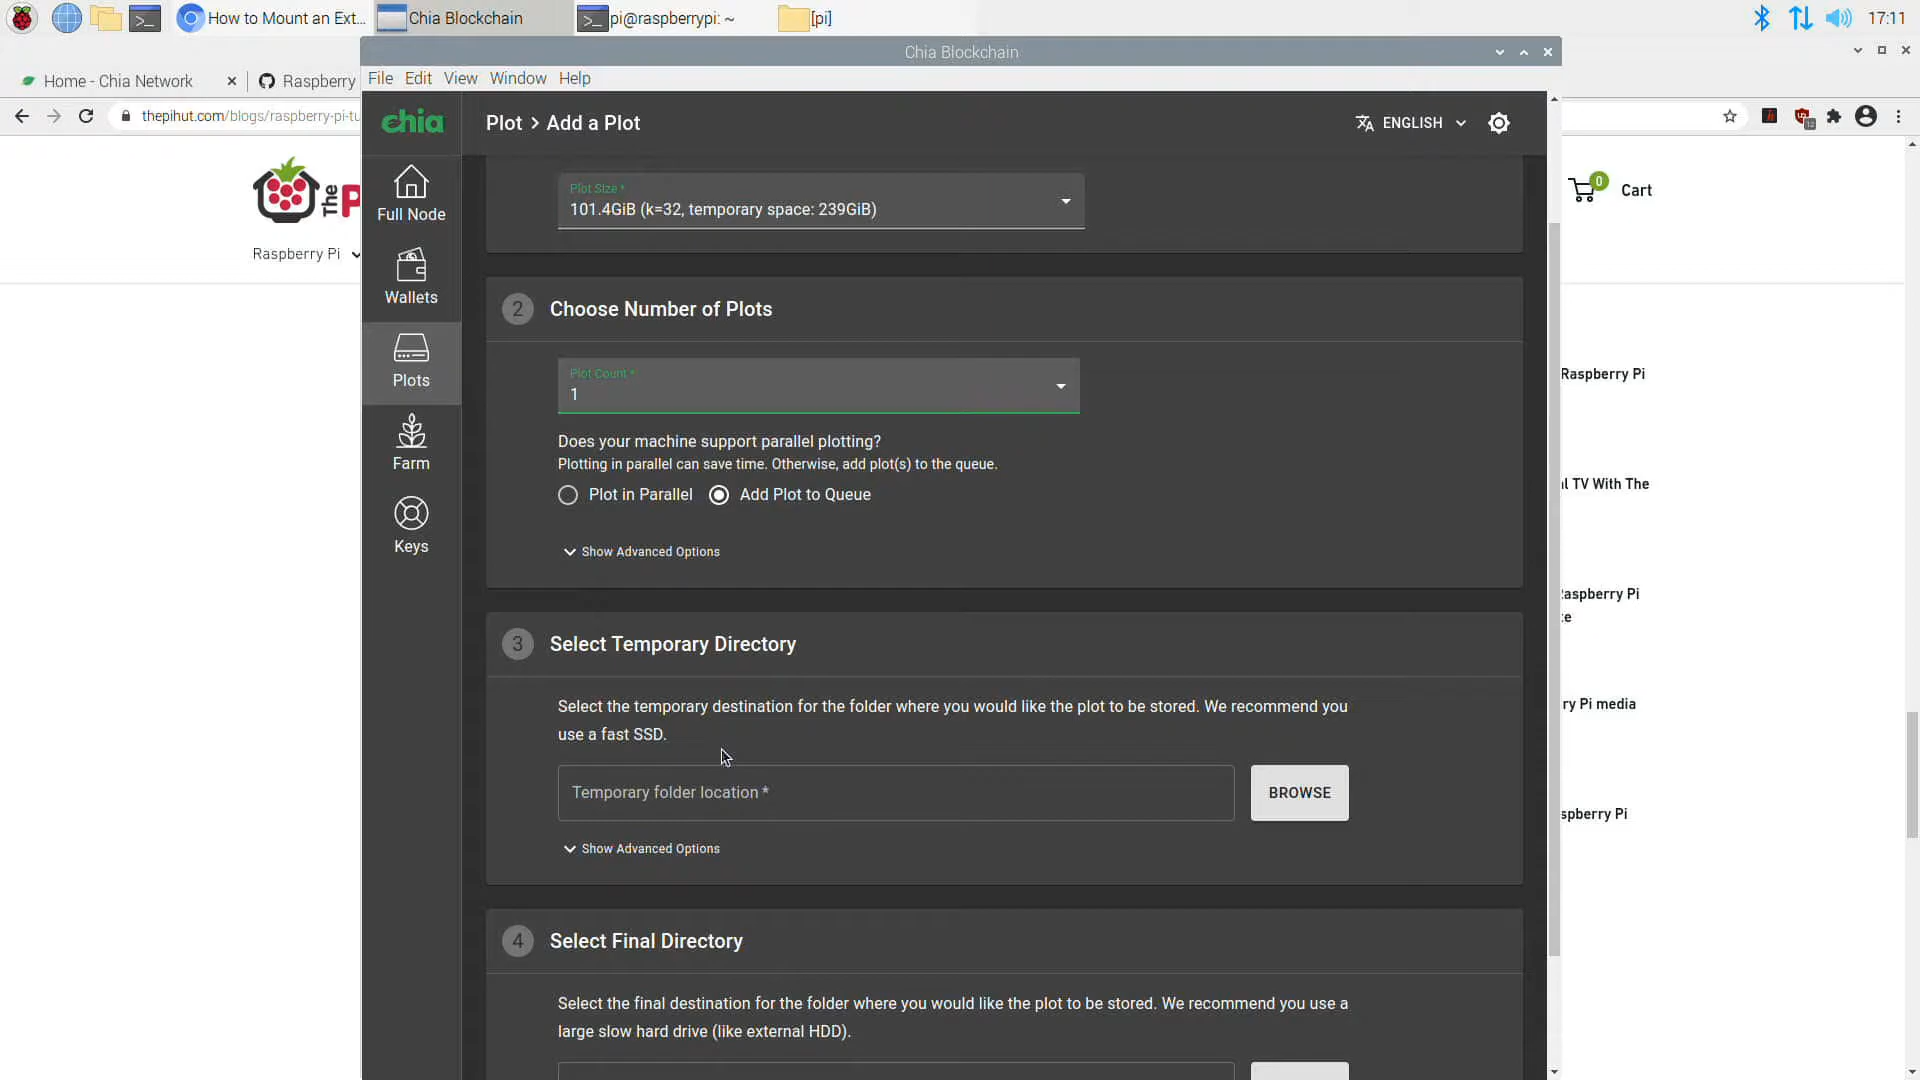 How to Mount an Ext...
Chia Blockchain
pi@raspberrypi: ~
[pi]
17:11
Chia Blockchain
Home - Chia Network
Raspberry
File Edit View Window Help
thepihut.com/blogs/raspberry-pi-tu
chia
Plot > Add a Plot
ENGLISH
12
The P
0
Cart
Raspberry Pi
Full Node
Wallets
Plots
Farm
Keys
Plot Size *
101.4GiB (k=32, temporary space: 239GiB)
2
Choose Number of Plots
Plot Count *
1
Does your machine support parallel plotting?
Plotting in parallel can save time. Otherwise, add plot(s) to the queue.
Plot in Parallel
Add Plot to Queue
Show Advanced Options
3
Select Temporary Directory
Select the temporary destination for the folder where you would like the plot to be stored. We recommend you
use a fast SSD.
Temporary folder location *
BROWSE
Show Advanced Options
4
Select Final Directory
Select the final destination for the folder where you would like the plot to be stored. We recommend you use a
large slow hard drive (like external HDD).
Raspberry Pi
l TV With The
aspberry Pi
te
ry Pi media
spberry Pi